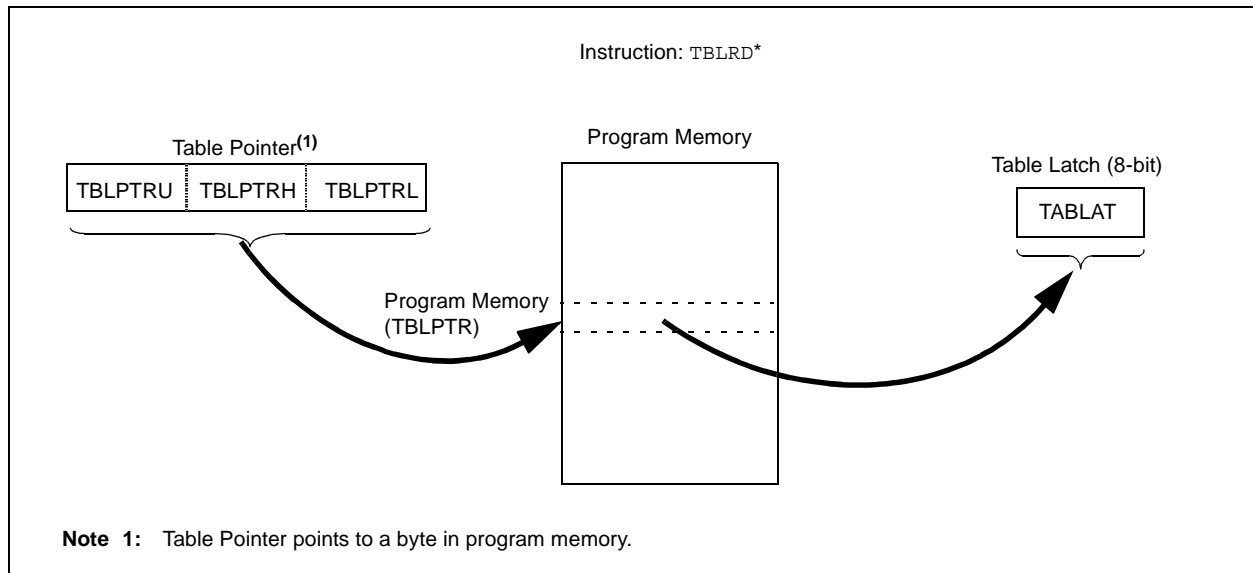 Instruction: TBLRD*
Table Pointer(1)
TBLPTRU TBLPTRH TBLPTRL
Program Memory
Table Latch (8-bit)
TABLAT
Program Memory
(TBLPTR)
Note 1: Table Pointer points to a byte in program memory.